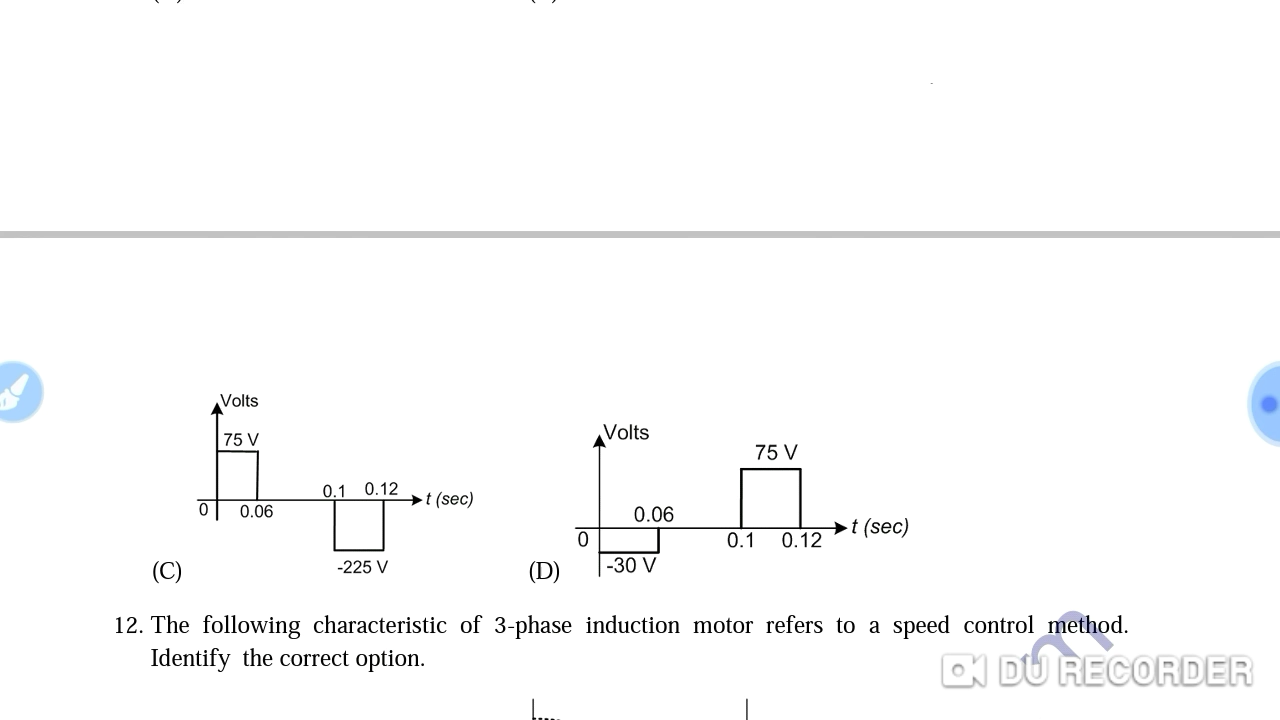 Volts
75 V
0.1 0.12
t (sec)
0 0.06
-225 V
(C)
Volts
75 V
0.06
t (sec)
0 0.1 0.12
-30 V
(D)
12. The following characteristic of 3-phase induction motor refers to a speed control method.
Identify the correct option.
DU RECORDER